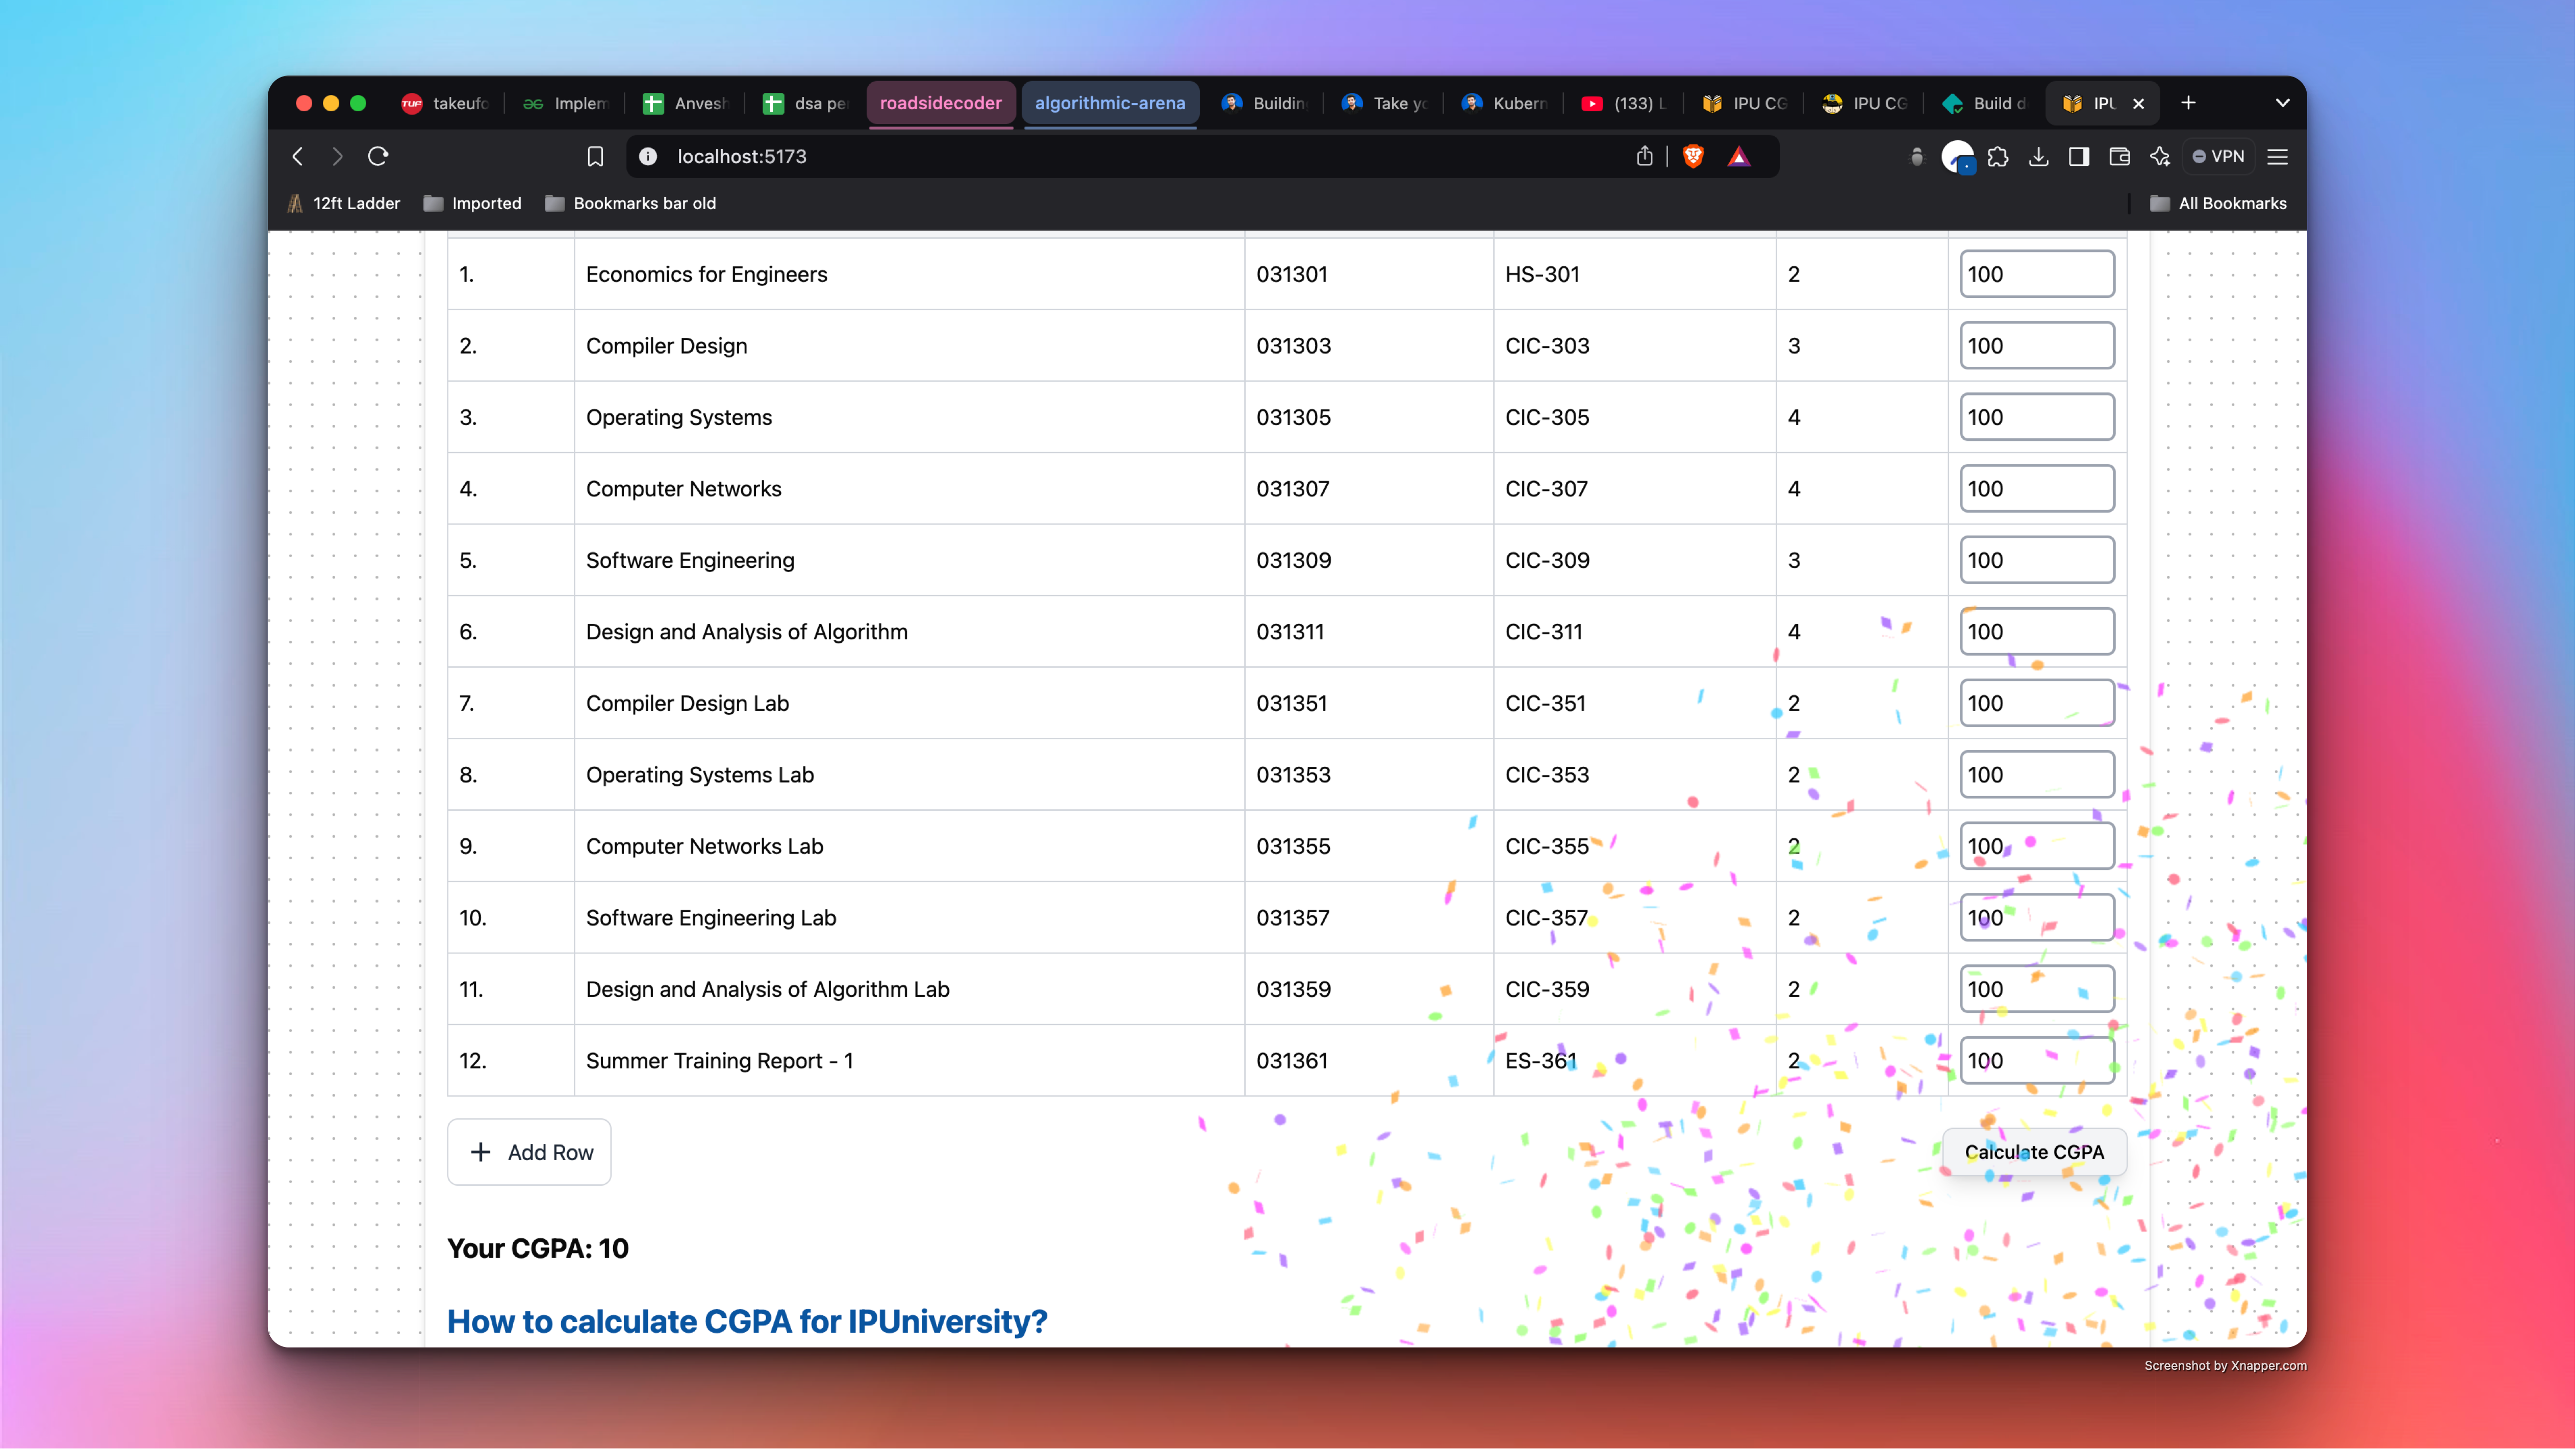 takeufo
Implem
Anvesh
dsa pe
roadsidecoder
algorithmic-arena
Buildin
Take yo
Kubern
(133) L
IPU CG
IPU CG
Build d
IPU
localhost:5173
VPN
12ft Ladder
Imported
Bookmarks bar old
All Bookmarks
1. Economics for Engineers 031301 HS-301 2 100
2. Compiler Design 031303 CIC-303 3 100
3. Operating Systems 031305 CIC-305 4 100
4. Computer Networks 031307 CIC-307 4 100
5. Software Engineering 031309 CIC-309 3 100
6. Design and Analysis of Algorithm 031311 CIC-311 4 100
7. Compiler Design Lab 031351 CIC-351 2 100
8. Operating Systems Lab 031353 CIC-353 2 100
9. Computer Networks Lab 031355 CIC-355 2 100
10. Software Engineering Lab 031357 CIC-357 2 100
11. Design and Analysis of Algorithm Lab 031359 CIC-359 2 100
12. Summer Training Report - 1 031361 ES-361 2 100
+ Add Row
Calculate CGPA
Your CGPA: 10
How to calculate CGPA for IPUniversity?
Screenshot by Xnapper.com